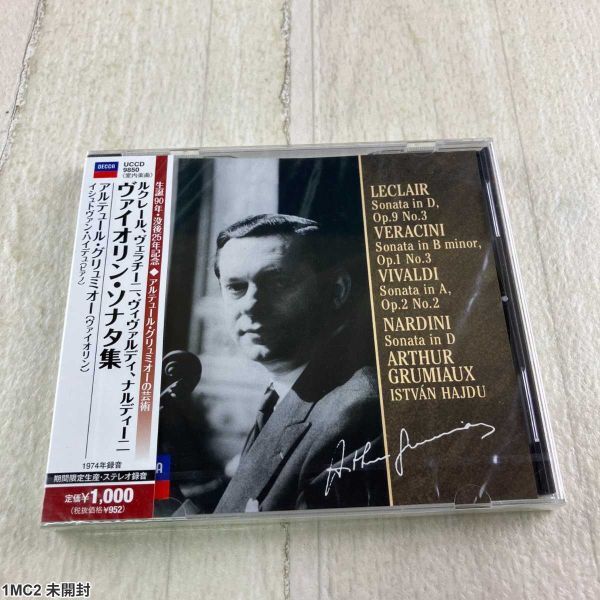 DECCA
UCCD
9850
(室内楽曲)
生誕90年・没後25年記念◆アルテュール・グリュミオーの芸術
ルクレール、ヴェラチーニ、ヴィヴァルディ、ナルディーニ
ヴァイオリン・ソナタ集
アルテュール・グリュミオー(ヴァイオリン)
イシュトヴァン・ハイデュ(ピアノ)
1974年録音
期間限定生産・ステレオ録音
定価¥1,000
(税抜価格¥952)
LECLAIR
Sonata in D,
Op.9 No.3
VERACINI
Sonata in B minor,
Op.1 No.3
VIVALDI
Sonata in A,
Op.2 No.2
NARDINI
Sonata in D
ARTHUR
GRUMIAUX
ISTVÁN HAJDU
Arthur Grumiaux
1MC2 未開封